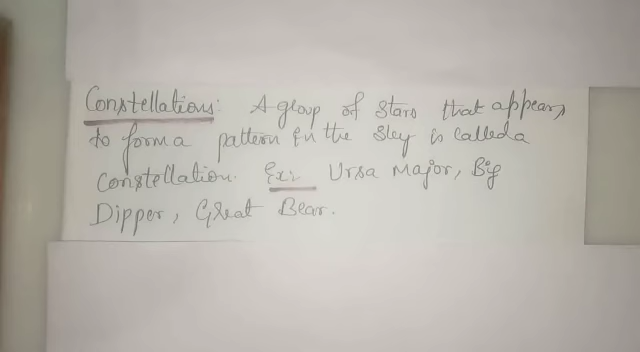 Constellations: A group of stars that appears
to form a pattern in the sky is called a
constellation. Ex: Ursa Major, Big
Dipper, Great Bear.